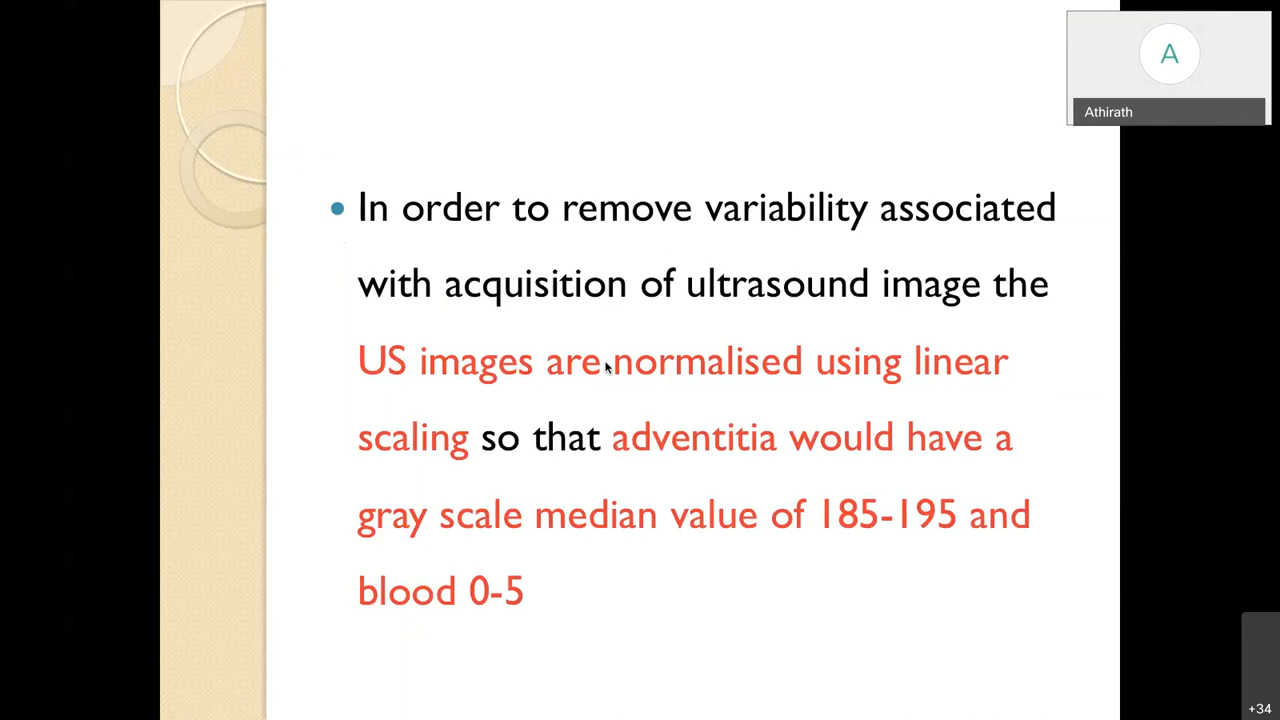 A
Athirath
In order to remove variability associated
with acquisition of ultrasound image the
US images are normalised using linear
scaling so that adventitia would have a
gray scale median value of 185-195 and
blood 0-5
+34